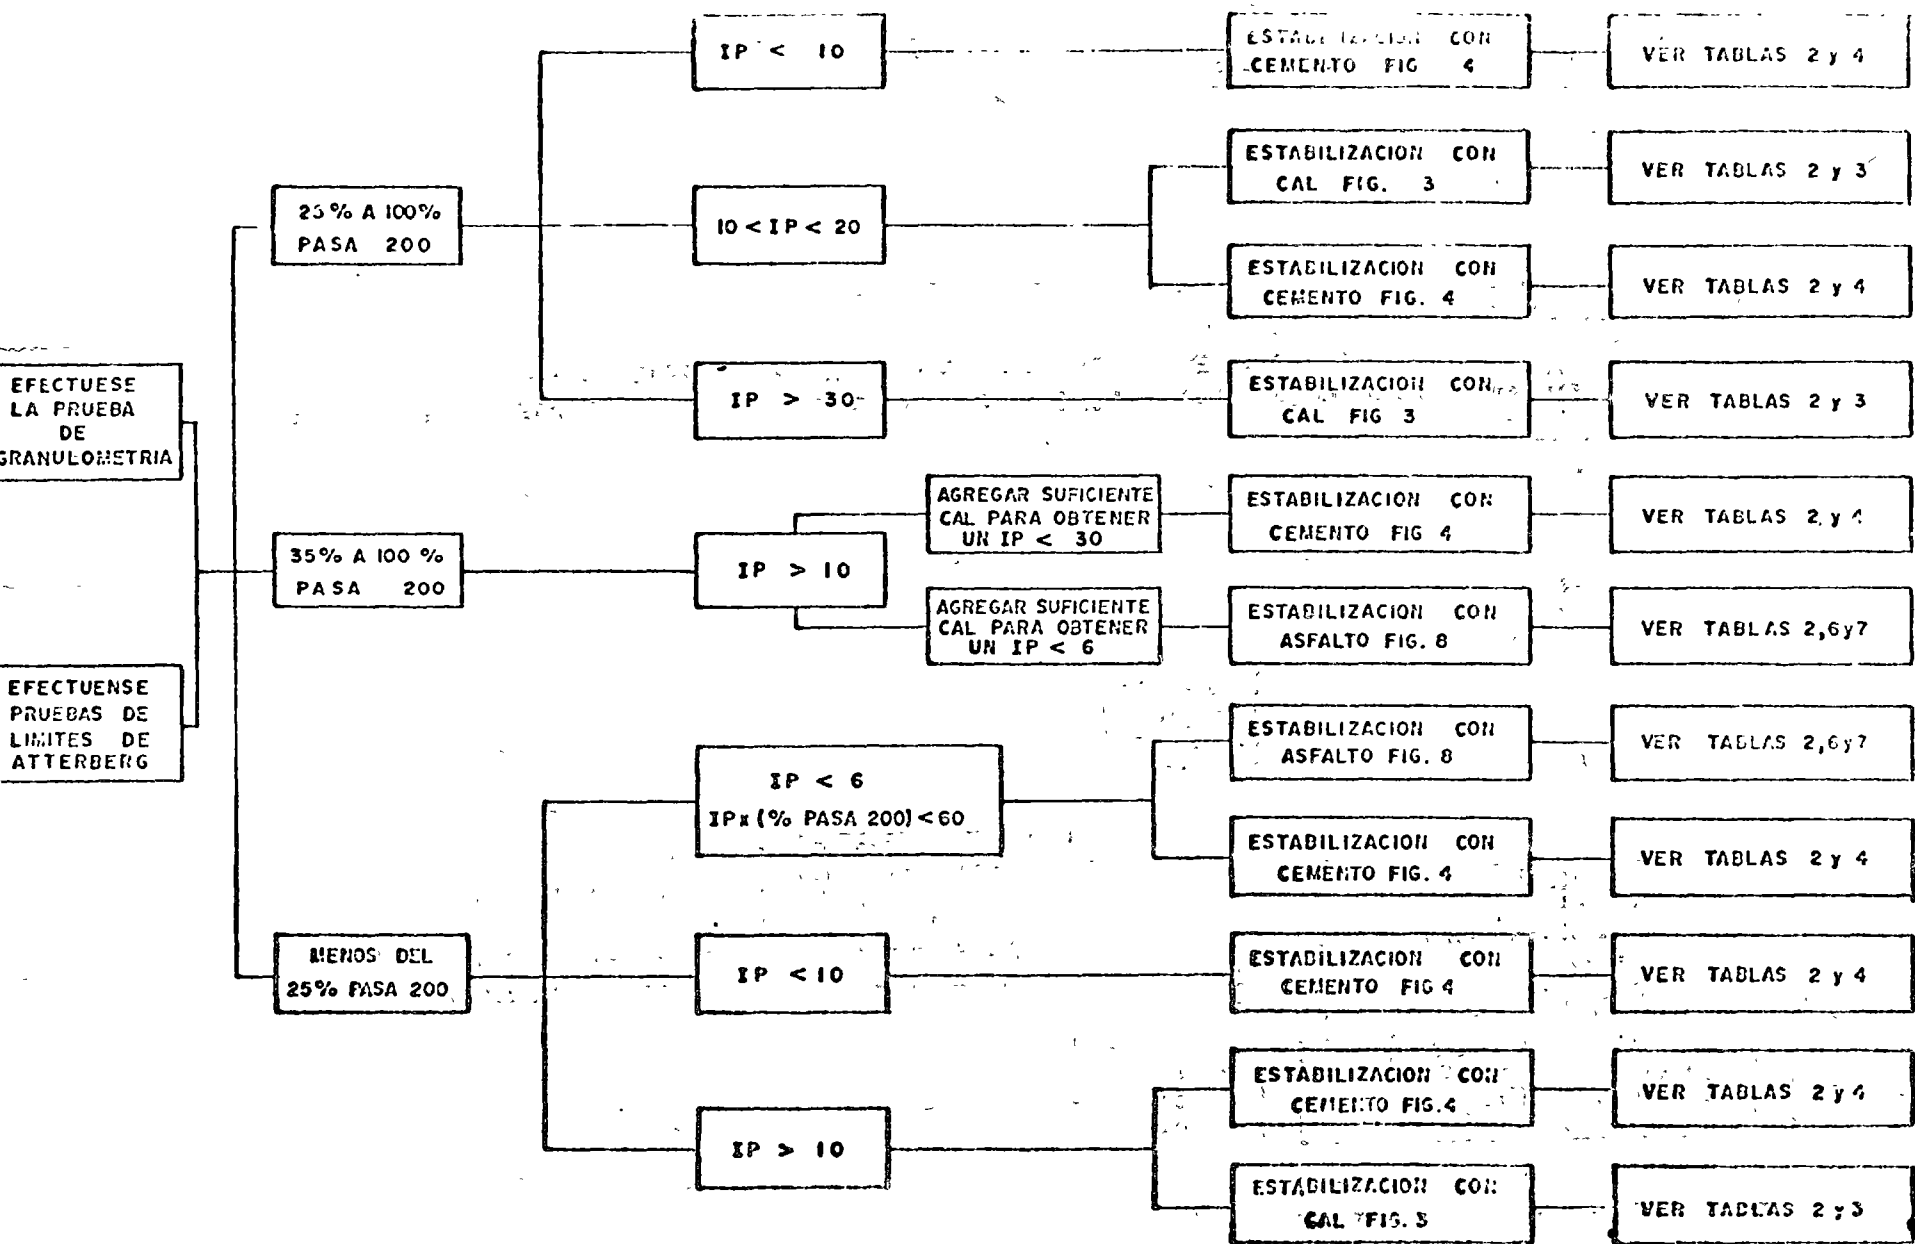 EFECTUESE
LA PRUEBA
DE
GRANULOMETRIA
EFECTUENSE
PRUEBAS DE
LIMITES DE
ATTERBERG
25% A 100%
PASA 200
35% A 100 %
PASA 200
MENOS DEL
25% PASA 200
IP < 10
10 < IP < 20
IP > 30
IP > 10
IP < 6
IPx (% PASA 200) < 60
IP < 10
IP > 10
AGREGAR SUFICIENTE
CAL PARA OBTENER
UN IP < 30
AGREGAR SUFICIENTE
CAL PARA OBTENER
UN IP < 6
ESTABILIZACION CON
CEMENTO FIG 4
ESTABILIZACION CON
CAL FIG. 3
ESTABILIZACION CON
CEMENTO FIG. 4
ESTABILIZACION CON
CAL FIG 3
ESTABILIZACION CON
CEMENTO FIG 4
ESTABILIZACION CON
ASFALTO FIG. 8
ESTABILIZACION CON
ASFALTO FIG. 8
ESTABILIZACION CON
CEMENTO FIG. 4
ESTABILIZACION CON
CEMENTO FIG 4
ESTABILIZACION CON
CEMENTO FIG. 4
ESTABILIZACION CON
CAL FIG. 3
VER TABLAS 2 y 4
VER TABLAS 2 y 3
VER TABLAS 2 y 4
VER TABLAS 2 y 3
VER TABLAS 2 y 4
VER TABLAS 2,6y7
VER TABLAS 2,6y7
VER TABLAS 2 y 4
VER TABLAS 2 y 4
VER TABLAS 2 y 4
VER TABLAS 2 y 3